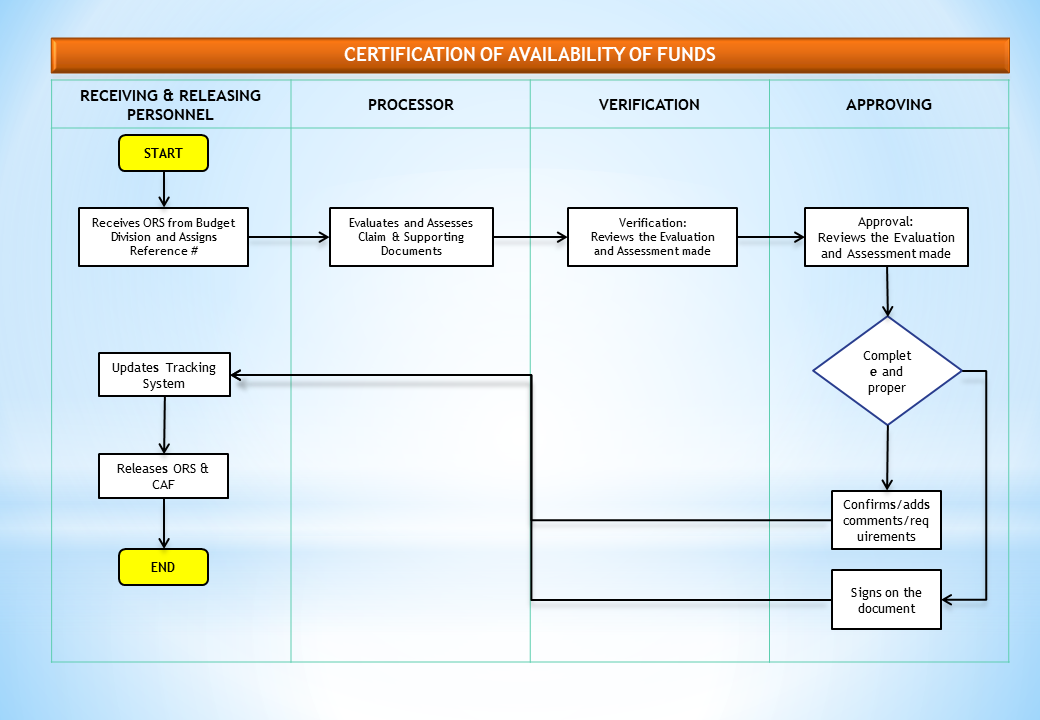 CERTIFICATION OF AVAILABILITY OF FUNDS
RECEIVING & RELEASING
PERSONNEL
PROCESSOR
VERIFICATION
APPROVING
START
Receives ORS from Budget
Division and Assigns
Reference #
Evaluates and Assesses
Claim & Supporting
Documents
Verification:
Reviews the Evaluation
and Assessment made
Approval:
Reviews the Evaluation
and Assessment made
Complet
e and
proper
Updates Tracking
System
Releases ORS &
CAF
END
Confirms/adds
comments/req
uirements
Signs on the
document